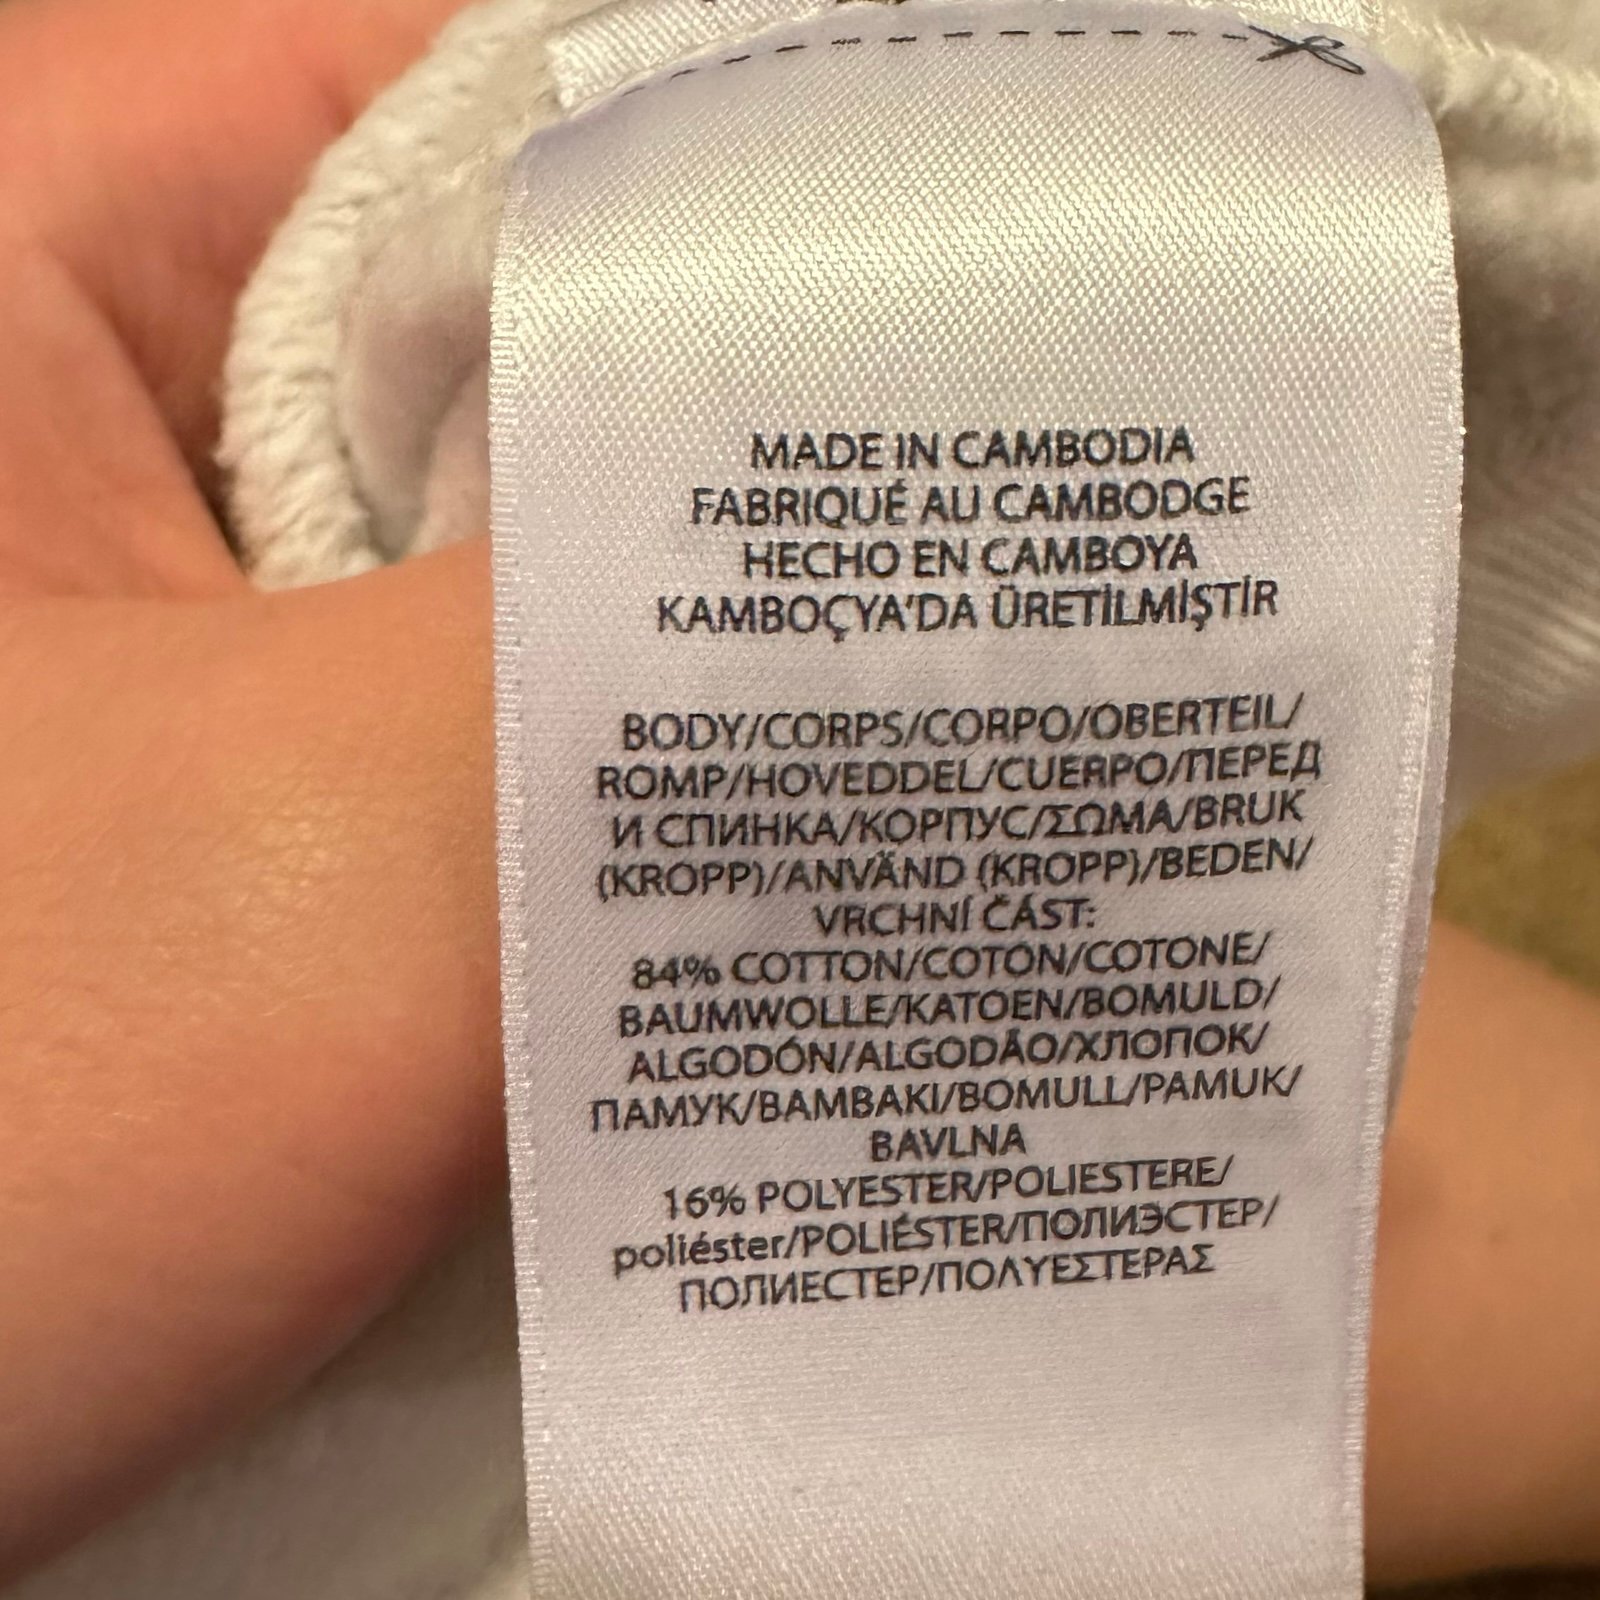 MADE IN CAMBODIA
FABRIQUÉ AU CAMBODGE
HECHO EN CAMBOYA
KAMBOÇYA'DA ÜRETİLMİŞTİR
BODY/CORPS/CORPO/OBERTEIL/
ROMP/HOVEDDEL/CUERPO/ПЕРЕД
И СПИНКА/КОРПУС/ΣΩΜΑ/BRUK
(KROPP)/ANVÄND (KROPP)/BEDEN/
VRCHNÍ ČÁST:
84% COTTON/COTON/COTONE/
BAUMWOLLE/KATOEN/BOMULD/
ALGODÓN/ALGODÃO/ХЛОПОК/
ПАМУК/ΒΑΜΒΑΚΙ/BOMULL/PAMUK/
BAVLNA
16% POLYESTER/POLIESTERE/
poliéster/POLIÉSTER/ПОЛИЭСТЕР/
ПОЛИЕСТЕР/ΠΟΛΥΕΣΤΕΡΑΣ